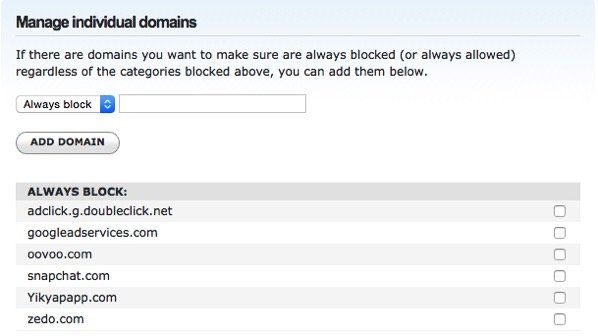 Manage individual domains
If there are domains you want to make sure are always blocked (or always allowed)
regardless of the categories blocked above, you can add them below.
Always block
ADD DOMAIN
ALWAYS BLOCK:
adclick.g.doubleclick.net
googleadservices.com
oovoo.com
snapchat.com
Yikyapapp.com
zedo.com